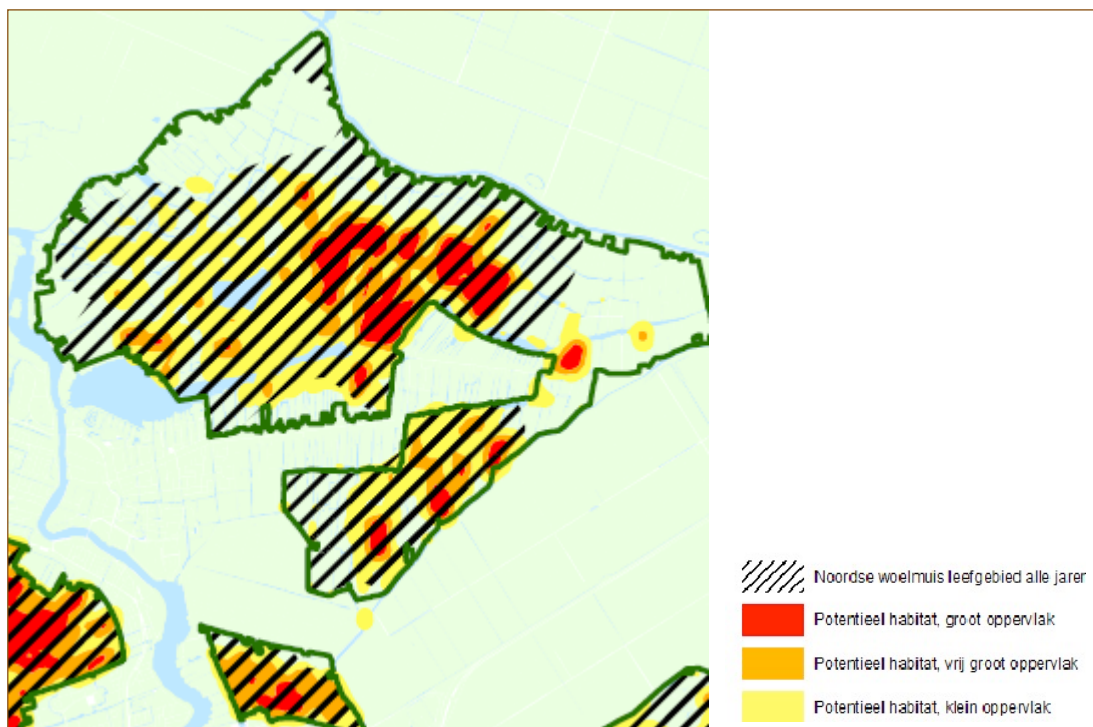 Noordse woelmuis leefgebied alle jaren
Potentieel habitat, groot oppervlak
Potentieel habitat, vrij groot oppervlak
Potentieel habitat, klein oppervlak